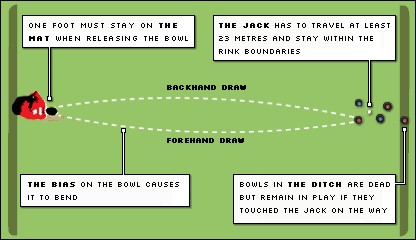 ONE FOOT MUST STAY ON THE
MAT WHEN RELEASING THE BOWL
THE JACK HAS TO TRAVEL AT LEAST
23 METRES AND STAY WITHIN THE
RINK BOUNDARIES
BACKHAND DRAW
FOREHAND DRAW
THE BIAS ON THE BOWL CAUSES
IT TO BEND
BOWLS IN THE DITCH ARE DEAD
BUT REMAIN IN PLAY IF THEY
TOUCHED THE JACK ON THE WAY